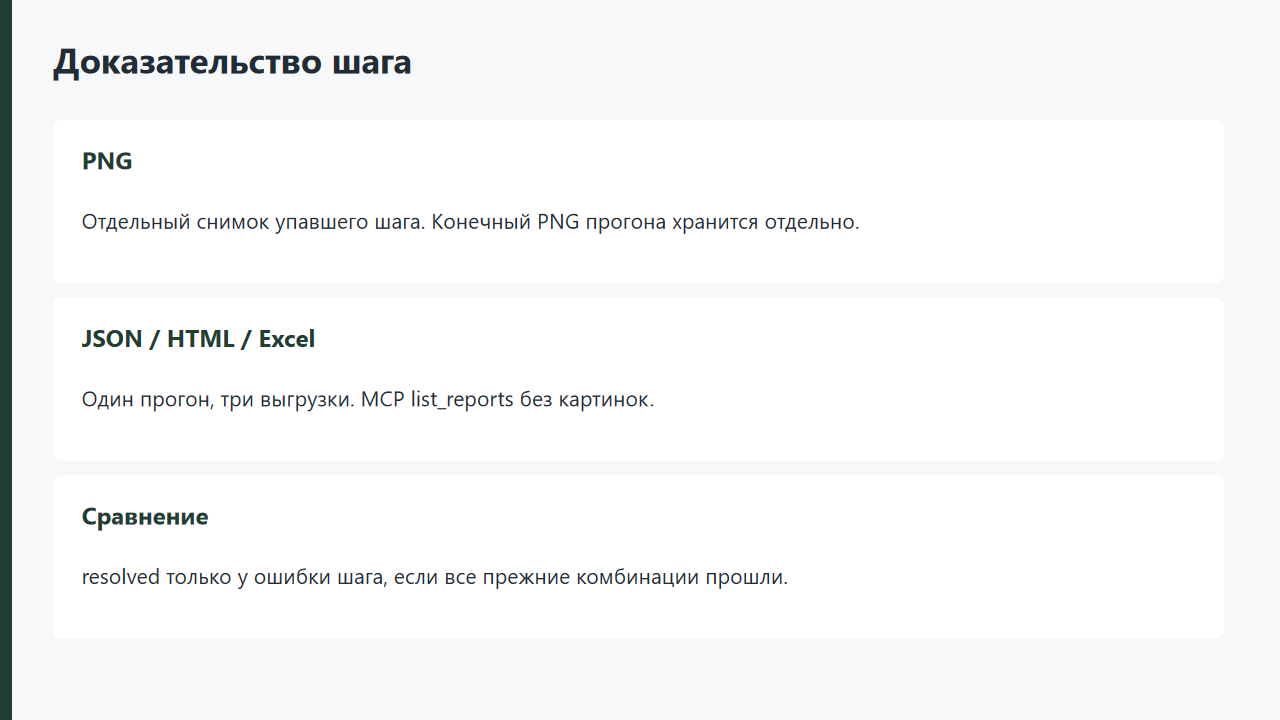 Доказательство шага
PNG
Отдельный снимок упавшего шага. Конечный PNG прогона хранится отдельно.
JSON / HTML / Excel
Один прогон, три выгрузки. MCP list_reports без картинок.
Сравнение
resolved только у ошибки шага, если все прежние комбинации прошли.